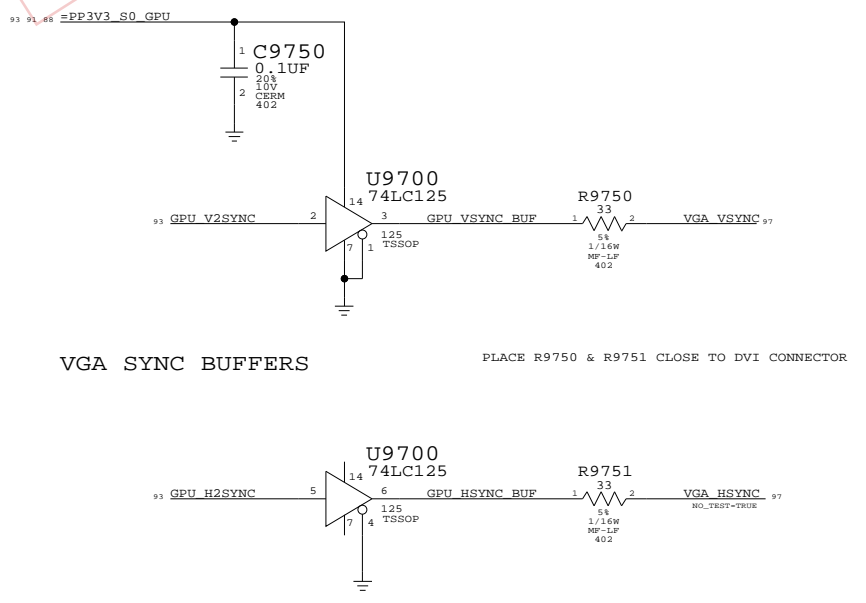 93 91 88 =PP3V3_S0_GPU
1 C9750
0.1UF
20%
10V
2 CERM
402
U9700
14 74LC125
93 GPU_V2SYNC 2 3 GPU_VSYNC_BUF
R9750
33
1 2 VGA_VSYNC 97
5%
1/16W
MF-LF
402
125
7 1 TSSOP
VGA SYNC BUFFERS
PLACE R9750 & R9751 CLOSE TO DVI CONNECTOR
U9700
14 74LC125
93 GPU_H2SYNC 5 6 GPU_HSYNC_BUF
R9751
33
1 2 VGA_HSYNC 97
NO_TEST=TRUE
5%
1/16W
MF-LF
402
125
7 4 TSSOP